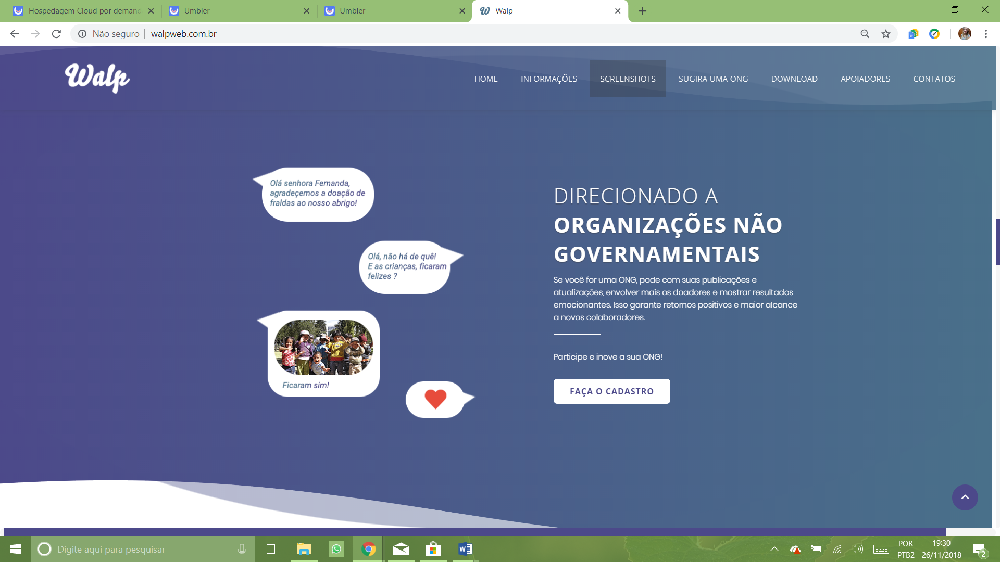 Hospedagem Cloud por demand
Umbler
Umbler
Walp
Não seguro | walpweb.com.br
Walp
HOME
INFORMAÇÕES
SCREENSHOTS
SUGIRA UMA ONG
DOWNLOAD
APOIADORES
CONTATOS
Olá senhora Fernanda,
agradeçemos a doação de
fraldas ao nosso abrigo!
Olá, não há de quê!
E as crianças, ficaram
felizes ?
Ficaram sim!
DIRECIONADO A
ORGANIZAÇÕES NÃO
GOVERNAMENTAIS
Se você for uma ONG, pode com suas publicações e
atualizações, envolver mais os doadores e mostrar resultados
emocionantes. Isso garante retornos positivos e maior alcance
a novos colaboradores.
Participe e inove a sua ONG!
FAÇA O CADASTRO
Digite aqui para pesquisar
POR
PTB2
19:30
26/11/2018
2